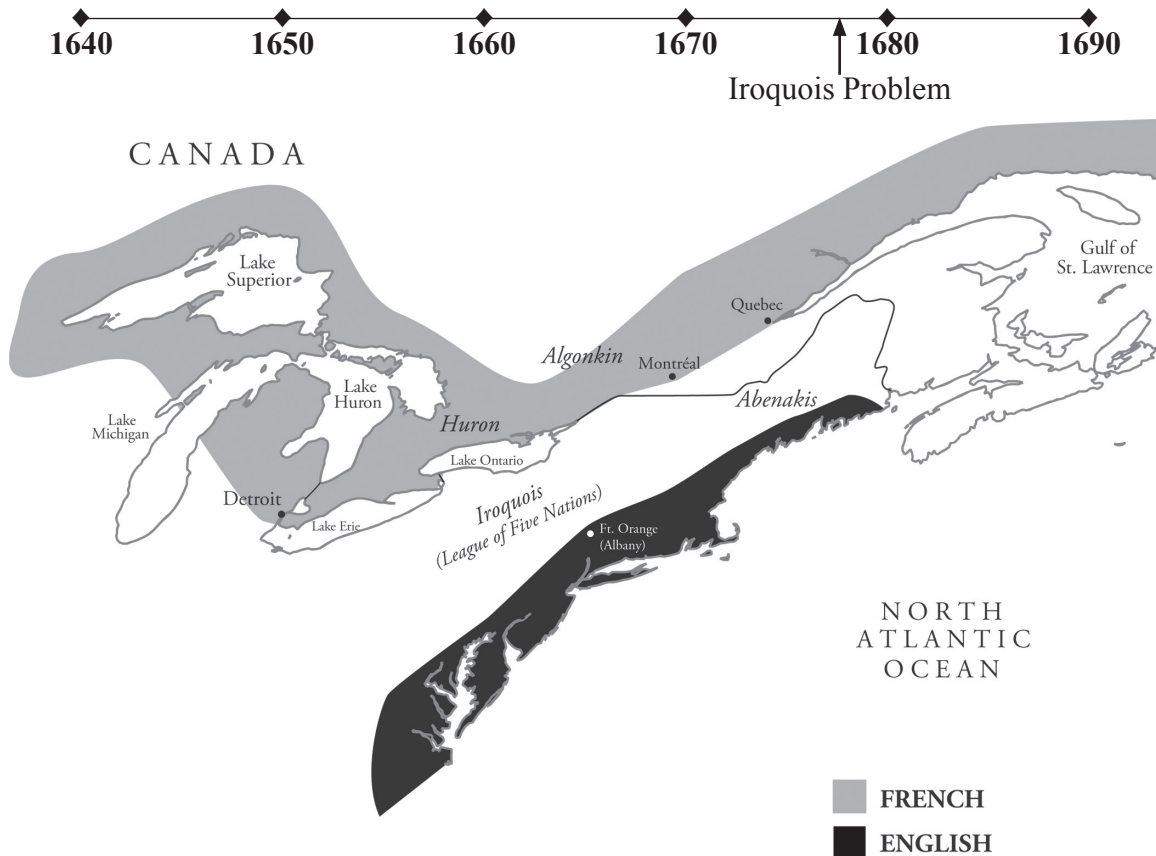 1640 1650 1660 1670 1680 1690
Iroquois Problem
CANADA
Lake
Superior
Gulf of
St. Lawrence
Quebec
Algonkin
Montréal
Lake
Huron
Abenakis
Lake
Michigan
Huron
Lake Ontario
Detroit
Lake Erie
Iroquois
(League of Five Nations)
Ft. Orange
(Albany)
NORTH
ATLANTIC
OCEAN
FRENCH
ENGLISH